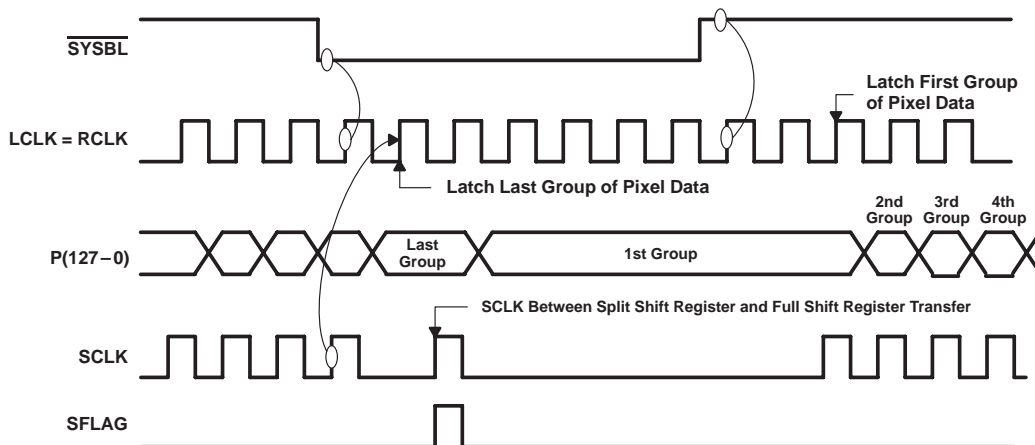 SYSBL
Latch First Group
of Pixel Data
LCLK = RCLK
Latch Last Group of Pixel Data
2nd
Group
3rd
Group
4th
Group
P(127–0)
Last
Group
1st Group
SCLK Between Split Shift Register and Full Shift Register Transfer
SCLK
SFLAG